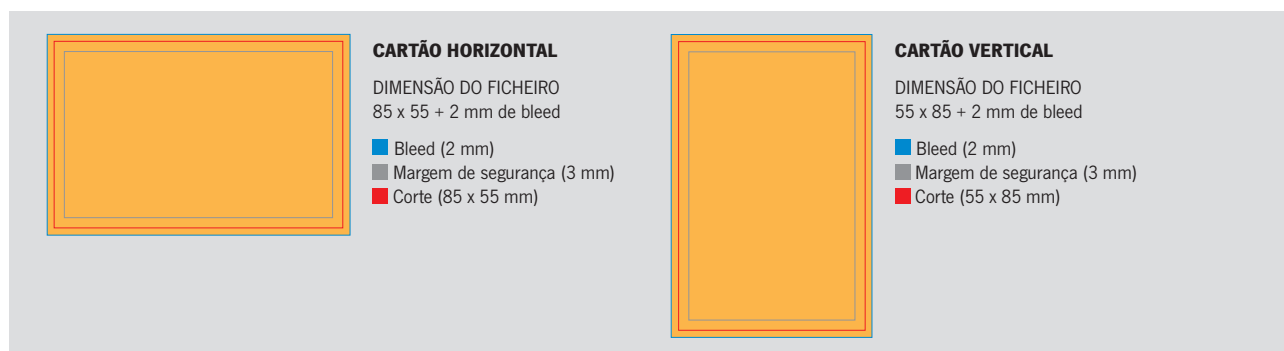 CARTÃO HORIZONTAL
DIMENSÃO DO FICHEIRO
85 x 55 + 2 mm de bleed
Bleed (2 mm)
Margem de segurança (3 mm)
Corte (85 x 55 mm)
CARTÃO VERTICAL
DIMENSÃO DO FICHEIRO
55 x 85 + 2 mm de bleed
Bleed (2 mm)
Margem de segurança (3 mm)
Corte (55 x 85 mm)